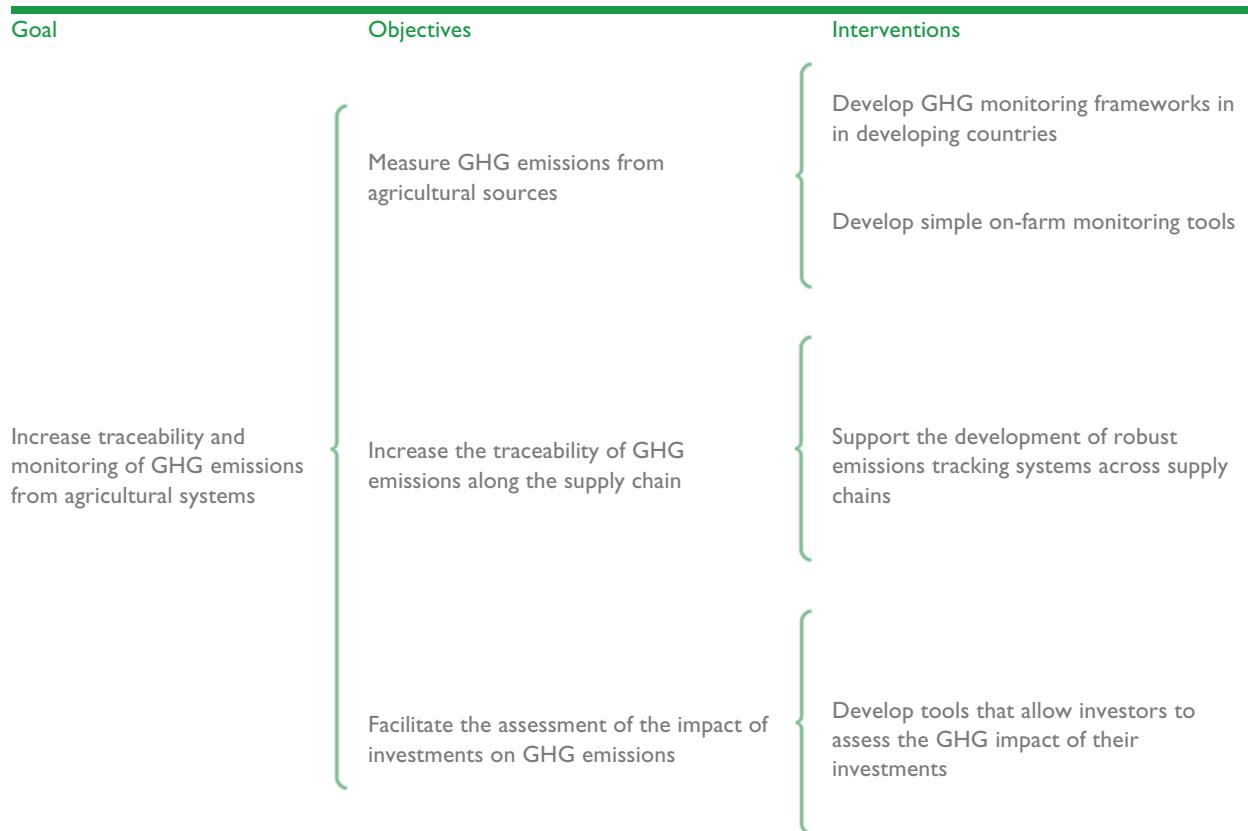 Goal
Objectives
Interventions
Develop GHG monitoring frameworks in
in developing countries
Measure GHG emissions from
agricultural sources
Develop simple on-farm monitoring tools
Increase traceability and
monitoring of GHG emissions
from agricultural systems
Increase the traceability of GHG
emissions along the supply chain
Support the development of robust
emissions tracking systems across supply
chains
Facilitate the assessment of the impact of
investments on GHG emissions
Develop tools that allow investors to
assess the GHG impact of their
investments